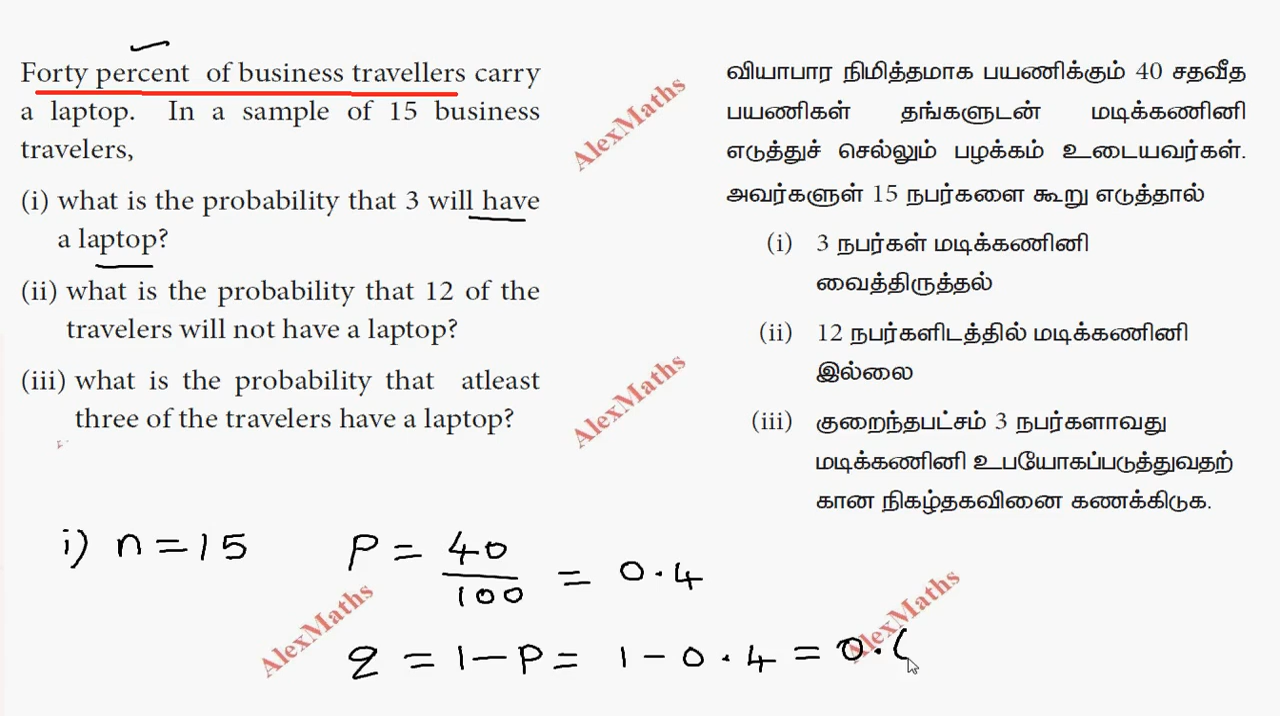 Forty percent of business travellers carry
a laptop. In a sample of 15 business
travelers,
(i) what is the probability that 3 will have
a laptop?
(ii) what is the probability that 12 of the
travelers will not have a laptop?
(iii) what is the probability that atleast
three of the travelers have a laptop?
வியாபார நிமித்தமாக பயணிக்கும் 40 சதவீத
பயணிகள் தங்களுடன் மடிக்கணினி
எடுத்துச் செல்லும் பழக்கம் உடையவர்கள்.
அவர்களுள் 15 நபர்களை கூறு எடுத்தால்
(i) 3 நபர்கள் மடிக்கணினி
வைத்திருத்தல்
(ii) 12 நபர்களிடத்தில் மடிக்கணினி
இல்லை
(iii) குறைந்தபட்சம் 3 நபர்களாவது
மடிக்கணினி உபயோகப்படுத்துவதற்
கான நிகழ்தகவினை கணக்கிடுக.
AlexMaths
AlexMaths
i) n = 15 P = 40/100 = 0.4
AlexMaths
AlexMaths
q = 1 - P = 1 - 0.4 = 0.